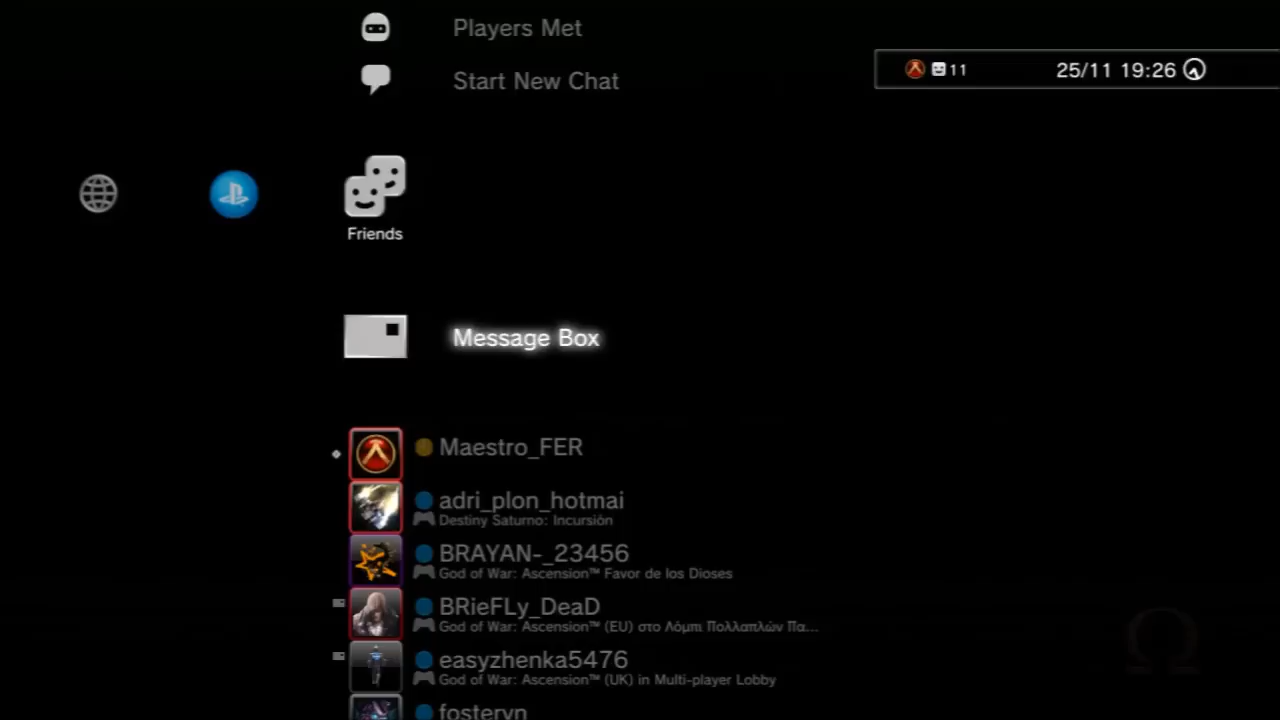 Players Met
Start New Chat
11 25/11 19:26
Friends
Message Box
Maestro_FER
adri_plon_hotmai
Destiny Saturno: Incursión
BRAYAN-_23456
God of War: Ascension™ Favor de los Dioses
BRieFLy_DeaD
God of War: Ascension™ (EU) στο Λόμπι Πολλαπλών Πα...
easyzhenka5476
God of War: Ascension™ (UK) in Multi-player Lobby
fosteryn
Ω